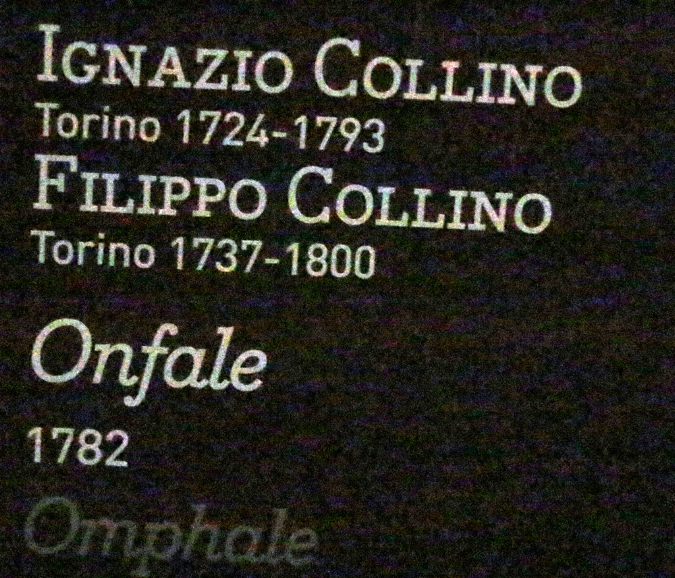 Ignazio Collino
Torino 1724-1793
Filippo Collino
Torino 1737-1800
Onfale
1782
Omphale